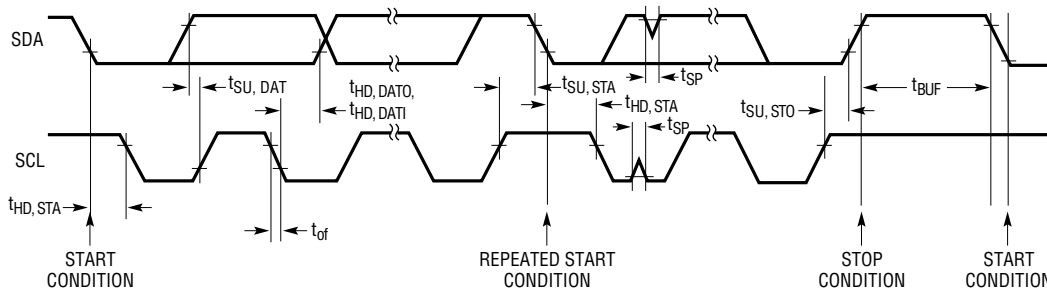 SDA
tSU, DAT
tHD, DATO,
tHD, DATI
tSU, STA
tHD, STA
tSP
tSP
tSU, STO
tBUF
SCL
tHD, STA
tof
START
CONDITION
REPEATED START
CONDITION
STOP
CONDITION
START
CONDITION